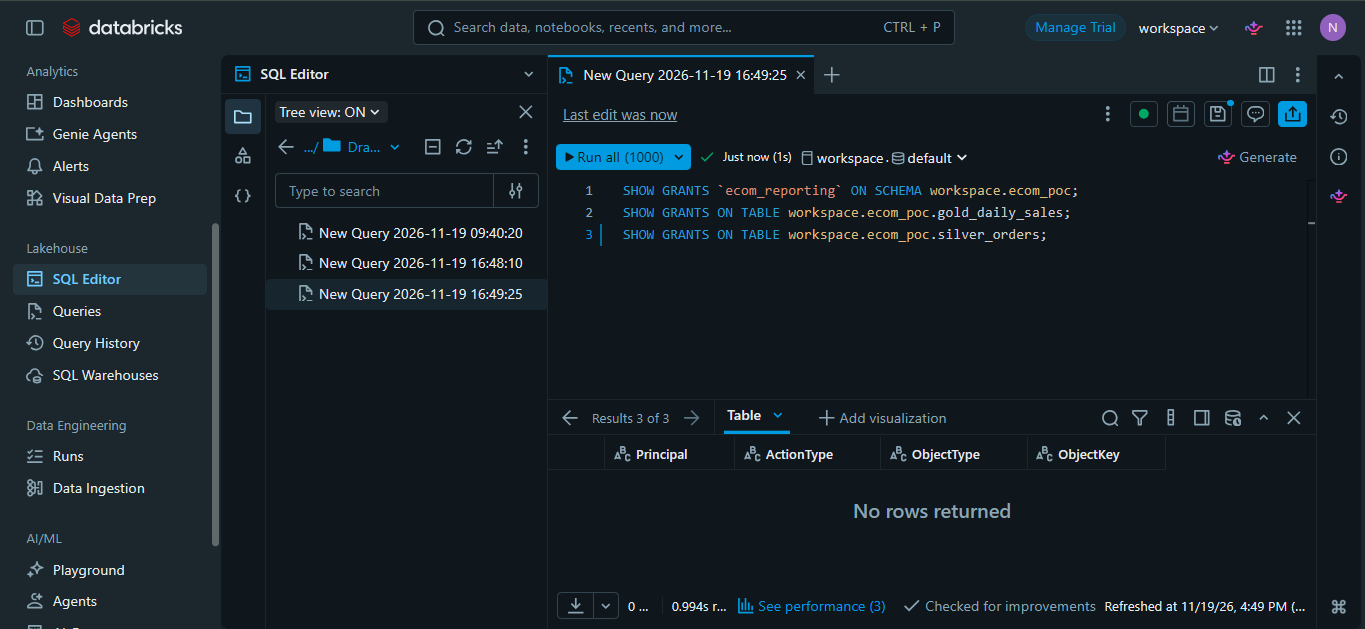 databricks
Search data, notebooks, recents, and more...
CTRL + P
Manage Trial
workspace
N
Analytics
Dashboards
Genie Agents
Alerts
Visual Data Prep
Lakehouse
SQL Editor
Queries
Query History
SQL Warehouses
Data Engineering
Runs
Data Ingestion
AI/ML
Playground
Agents
SQL Editor
Tree view: ON
.../ Dra...
Type to search
New Query 2026-11-19 09:40:20
New Query 2026-11-19 16:48:10
New Query 2026-11-19 16:49:25
New Query 2026-11-19 16:49:25
Last edit was now
Run all (1000)
Just now (1s)
workspace. default
Generate
1 SHOW GRANTS `ecom_reporting` ON SCHEMA workspace.ecom_poc;
2 SHOW GRANTS ON TABLE workspace.ecom_poc.gold_daily_sales;
3 SHOW GRANTS ON TABLE workspace.ecom_poc.silver_orders;
Results 3 of 3
Table
Add visualization
Principal
ActionType
ObjectType
ObjectKey
No rows returned
0 ...
0.994s r...
See performance (3)
Checked for improvements
Refreshed at 11/19/26, 4:49 PM (...